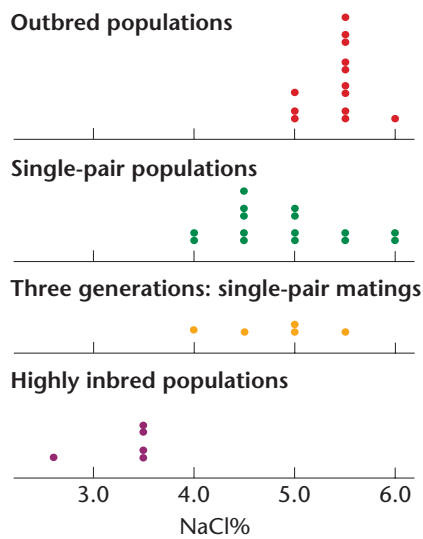 Outbred populations
Single-pair populations
Three generations: single-pair matings
Highly inbred populations
3.0 4.0 5.0 6.0
NaCl%